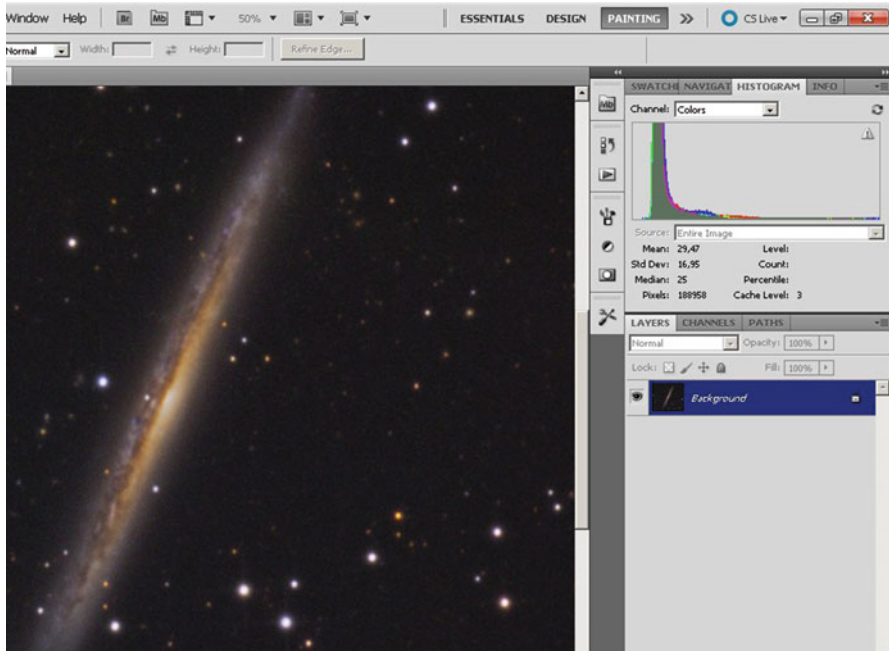 Window Help Br Mb 50% ESSENTIALS DESIGN PAINTING CS Live
Normal Width: Height: Refine Edge...
SWATCHE NAVIGAT HISTOGRAM INFO
Mb Channel: Colors
Source: Entire Image
Mean: 29,47 Level:
Std Dev: 16,95 Count:
Median: 25 Percentile:
Pixels: 188958 Cache Level: 3
LAYERS CHANNELS PATHS
Normal Opacity: 100%
Lock: Fill: 100%
Background